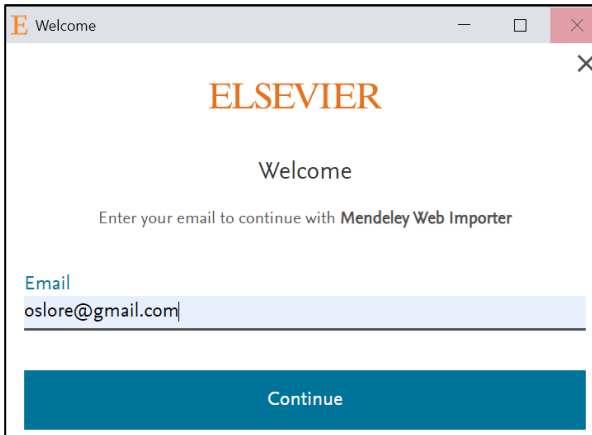 E Welcome
ELSEVIER
Welcome
Enter your email to continue with Mendeley Web Importer
Email
oslore@gmail.com
Continue